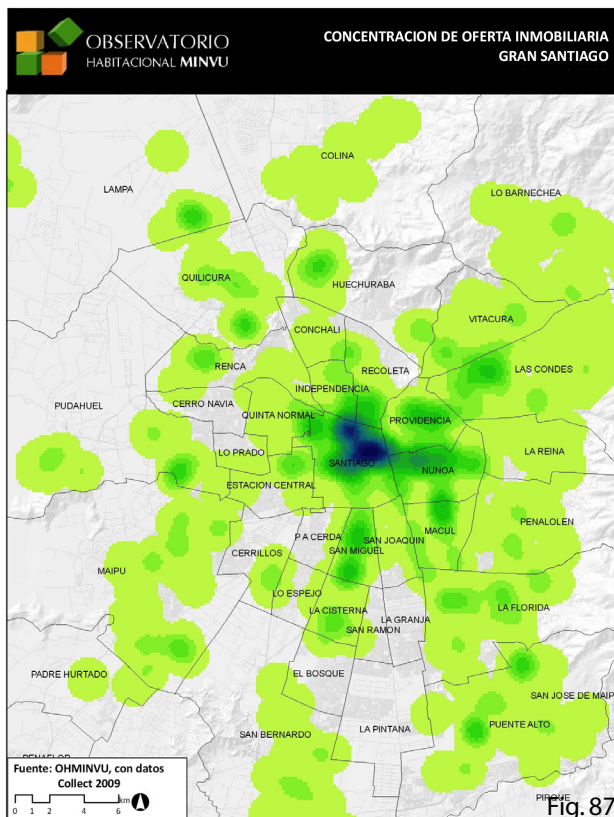 OBSERVATORIO
HABITACIONAL MINVU
CONCENTRACION DE OFERTA INMOBILIARIA
GRAN SANTIAGO
COLINA
LAMPA
LO BARNECHEA
QUILICURA
HUECHURABA
VITACURA
CONCHALI
RENCA
RECOLETA
LAS CONDES
INDEPENDENCIA
CERRO NAVIA
PUDAHUEL
QUINTA NORMAL
PROVIDENCIA
LO PRADO
LA REINA
SANTIAGO
NUNOA
ESTACION CENTRAL
PENALOLEN
MACUL
P A CERDA
SAN JOAQUIN
CERRILLOS
SAN MIGUEL
MAIPU
LO ESPEJO
LA CISTERNA
LA FLORIDA
LA GRANJA
SAN RAMON
PADRE HURTADO
EL BOSQUE
SAN JOSE DE MAIP
LA PINTANA
PUENTE ALTO
SAN BERNARDO
PENAFLOR
Fuente: OHMINVU, con datos
Collect 2009
0 1 2 4 6 km
PIRQUE
Fig. 87